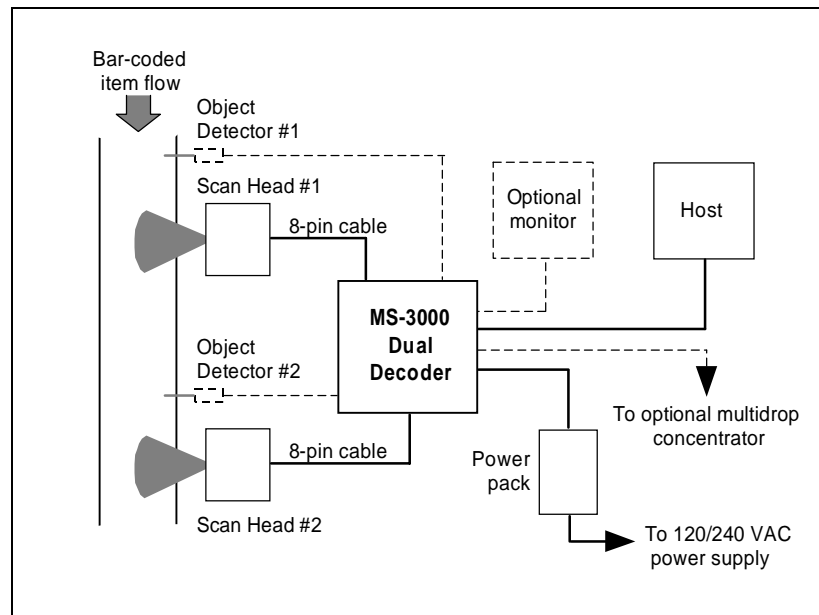 Bar-coded
item flow
Object
Detector #1
Scan Head #1
8-pin cable
Optional
monitor
Host
MS-3000
Dual
Decoder
Object
Detector #2
8-pin cable
Scan Head #2
To optional multidrop
concentrator
Power
pack
To 120/240 VAC
power supply